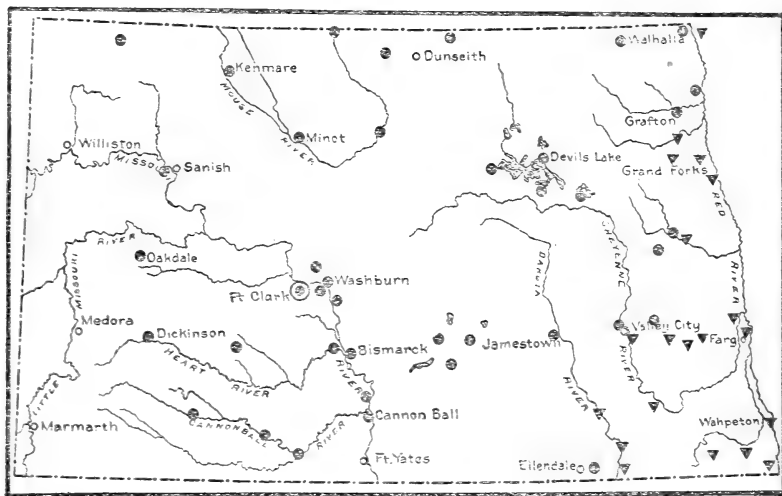 Walhalla
Dunseith
Kenmare
MOUSE RIVER
Grafton
Minot
Williston
MISSO
Sanish
Devils Lake
Grand Forks
RED RIVER
MISSOURI RIVER
Oakdale
SHEYENNE RIVER
DAKOTA RIVER
Washburn
Ft. Clark
Medora
Dickinson
HEART RIVER
Bismarck
RIVER
Jamestown
Valley City
Fargo
LITTLE
Marmarth
CANNONBALL RIVER
Cannon Ball
Wahpeton
Ft. Yates
Ellendale